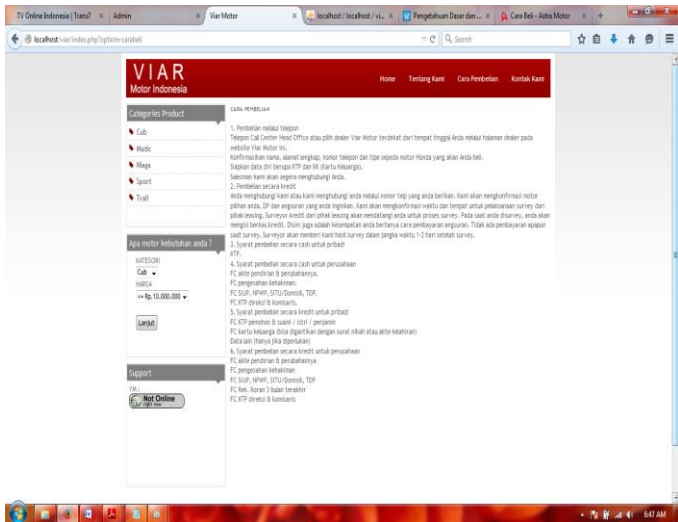 TV Online Indonesia | Trans7
Admin
Viar Motor
localhost / localhost / vi...
Pengetahuan Dasar dan ...
Cara Beli - Astra Motor
localhost/viar/index.php?option=carabeli
Search
VIAR
Motor Indonesia
Home Tentang Kami Cara Pembelian Kontak Kami
Categories Product
Cub
Matic
Niaga
Sport
Trail
Apa motor kebutuhan anda ?
KATEGORI
Cub
HARGA
<= Rp.10.000.000
Lanjut
Support
YM :
Not Online
right now
CARA PEMBELIAN
1. Pembelian melalui telepon
Telepon Call Center Head Office atau pilih dealer Viar Motor terdekat dari tempat tinggal Anda melalui halaman dealer pada
website Viar Motor ini.
Konfirmasikan nama, alamat lengkap, nomor telepon dan tipe sepeda motor Honda yang akan Anda beli.
Siapkan data diri berupa KTP dan KK (Kartu Keluarga).
Salesman kami akan segera menghubungi Anda.
2. Pembelian secara kredit
Anda menghubungi kami atau kami menghubungi anda melalui nomor telp yang anda berikan. Kami akan mengkonfirmasi motor
pilihan anda, DP dan angsuran yang anda inginkan. Kami akan mengkonfirmasi waktu dan tempat untuk pelaksanaan survey dari
pihak leasing. Surveyor kredit dari pihak leasing akan mendatangi anda untuk proses survey. Pada saat anda disurvey, anda akan
mengisi berkas kredit. Disini juga adalah kesempatan anda bertanya cara pembayaran angsuran. Tidak ada pembayaran apapun
saat survey. Surveyor akan memberi kami hasil survey dalam jangka waktu 1-2 hari setelah survey.
3. Syarat pembelian secara cash untuk pribadi
KTP.
4. Syarat pembelian secara cash untuk perusahaan
FC akte pendirian & perubahannya.
FC pengesahan kehakiman.
FC SIUP, NPWP, SITU/Domisili, TDP.
FC KTP direksi & komisaris.
5. Syarat pembelian secara kredit untuk pribadi
FC KTP pemohon & suami / istri / penjamin
FC kartu keluarga (bisa digantikan dengan surat nikah atau akte kelahiran)
Data lain (hanya jika diperlukan)
6. Syarat pembelian secara kredit untuk perusahaan
FC akte pendirian & perubahannya
FC pengesahan kehakiman
FC SIUP, NPWP, SITU/Domisili, TDP
FC Rek. Koran 3 bulan terakhir
FC KTP direksi & komisaris
6:47 AM